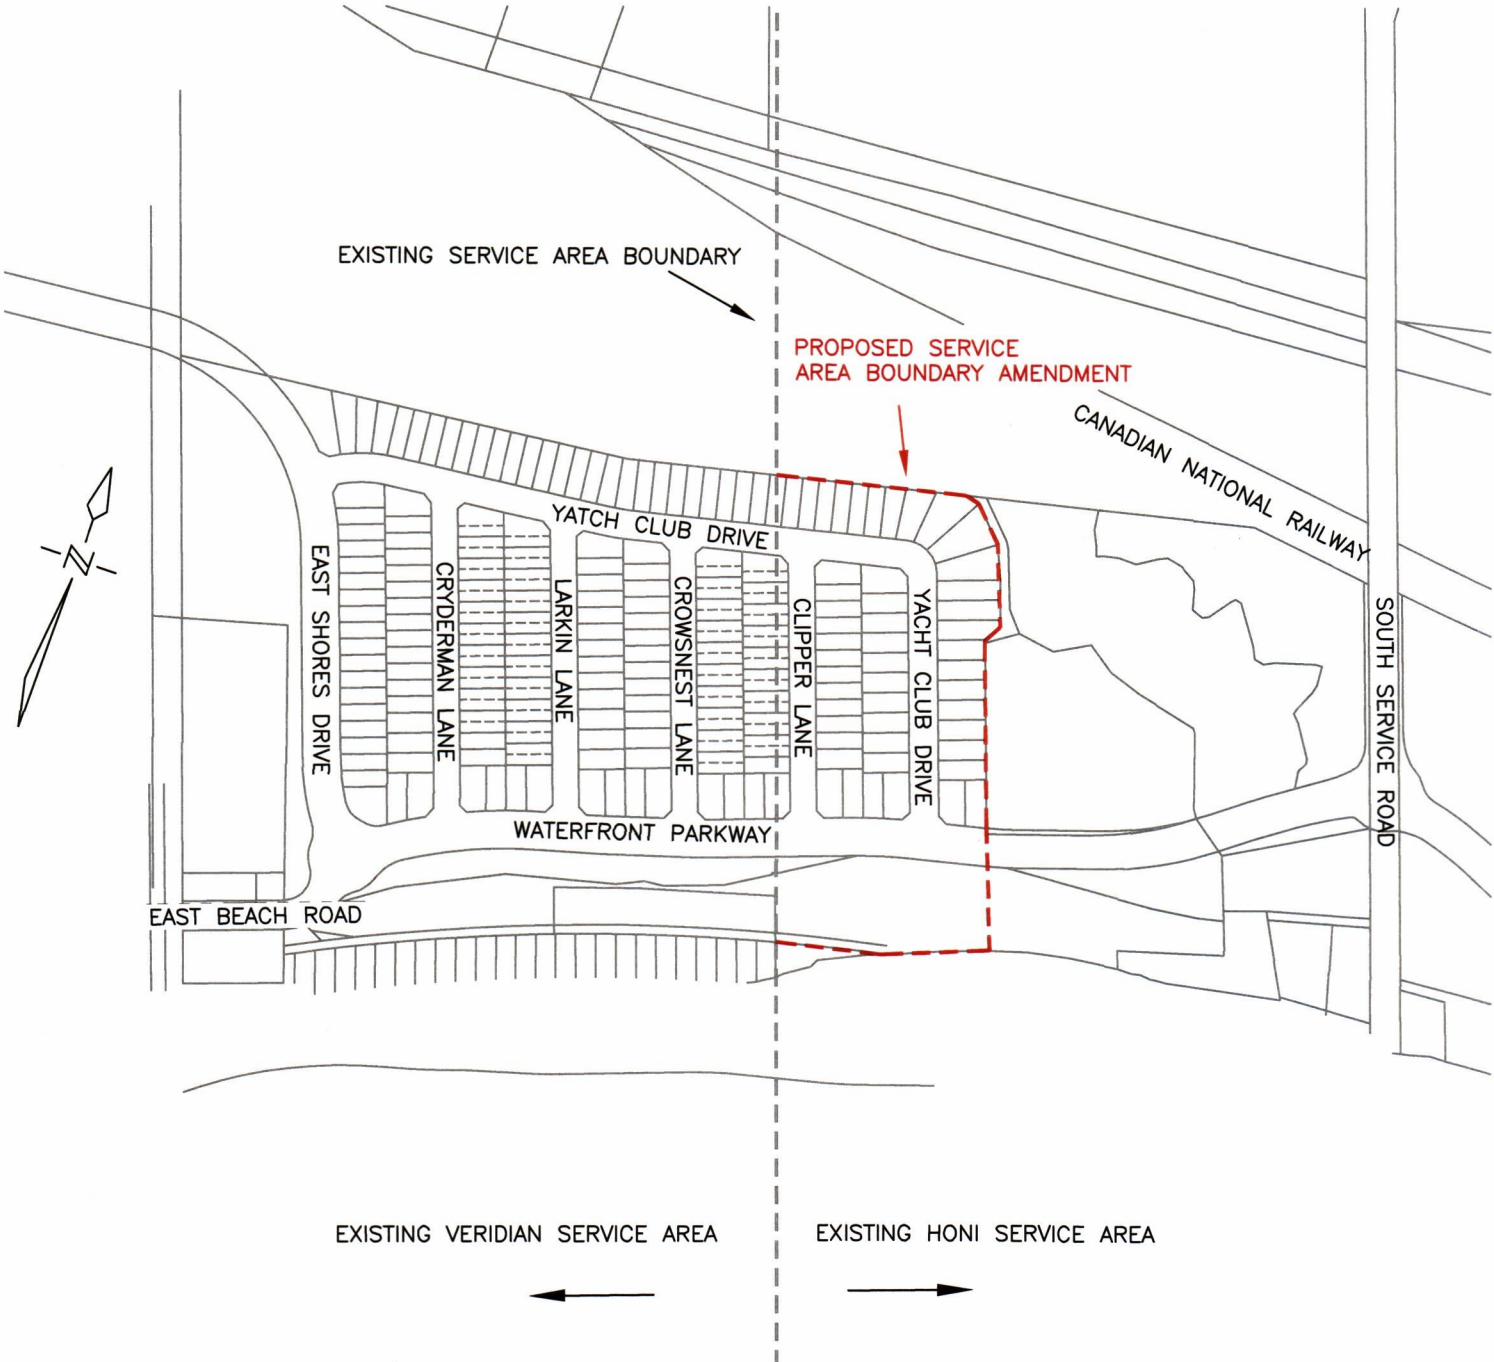 EXISTING SERVICE AREA BOUNDARY
PROPOSED SERVICE
AREA BOUNDARY AMENDMENT
CANADIAN NATIONAL RAILWAY
YATCH CLUB DRIVE
N
EAST SHORES DRIVE
CRYDERMAN LANE
LARKIN LANE
CROWSNEST LANE
CLIPPER LANE
YACHT CLUB DRIVE
SOUTH SERVICE ROAD
WATERFRONT PARKWAY
EAST BEACH ROAD
EXISTING VERIDIAN SERVICE AREA
EXISTING HONI SERVICE AREA